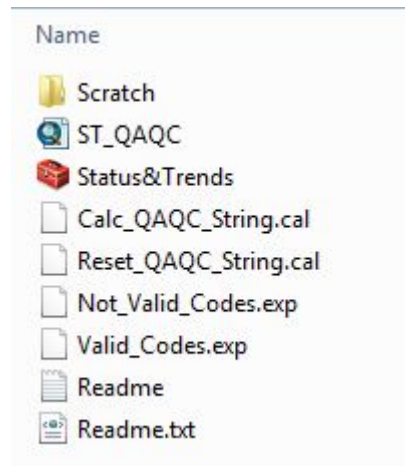 Name
Scratch
ST_QAQC
Status&Trends
Calc_QAQC_String.cal
Reset_QAQC_String.cal
Not_Valid_Codes.exp
Valid_Codes.exp
Readme
Readme.txt